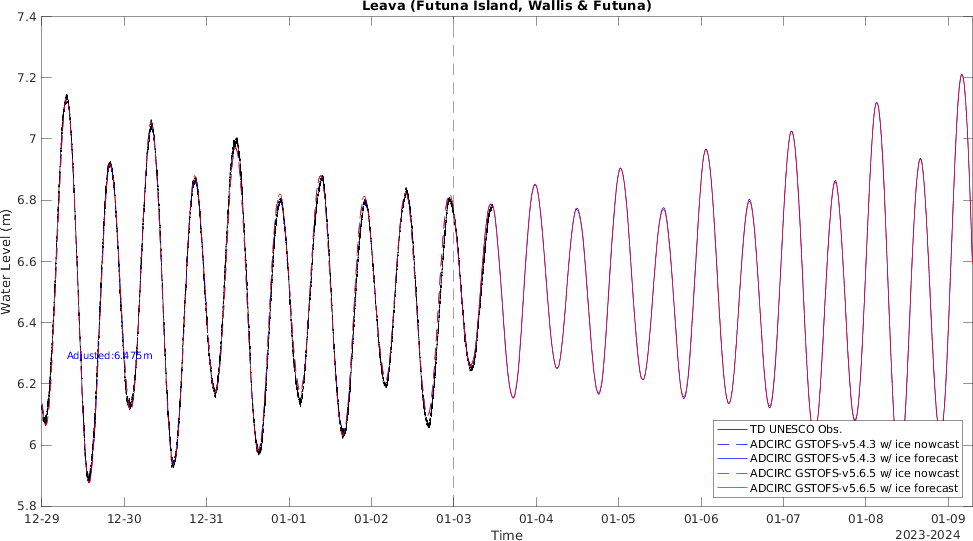 Leava (Futuna Island, Wallis & Futuna)
7.4
7.2
7
6.8
6.6
6.4
6.2
6
5.8
Water Level (m)
Adjusted:6.475m
TD UNESCO Obs.
ADCIRC GSTOFS-v5.4.3 w/ ice nowcast
ADCIRC GSTOFS-v5.4.3 w/ ice forecast
ADCIRC GSTOFS-v5.6.5 w/ ice nowcast
ADCIRC GSTOFS-v5.6.5 w/ ice forecast
12-29 12-30 12-31 01-01 01-02 01-03 01-04 01-05 01-06 01-07 01-08 01-09
Time
2023-2024